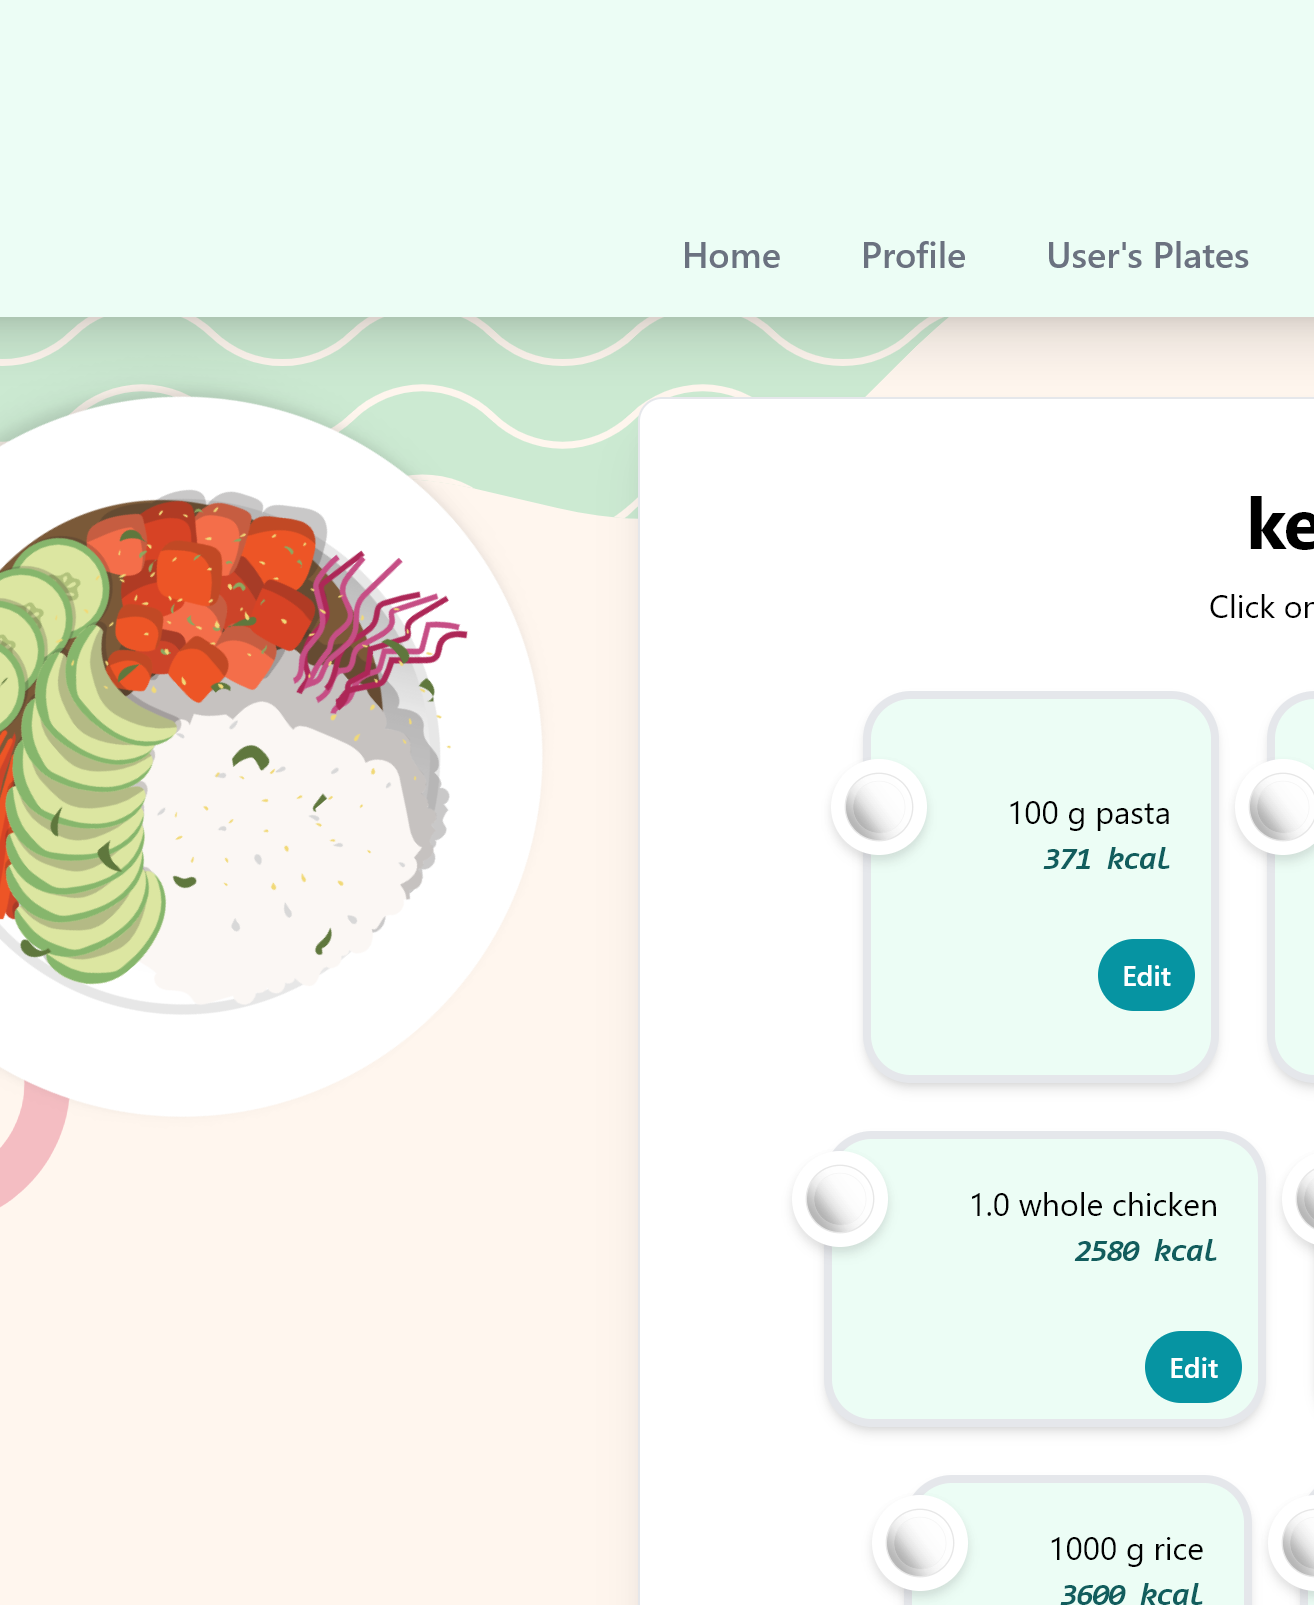 Home Profile User's Plates
ke
Click or
100 g pasta
371 kcal
Edit
1.0 whole chicken
2580 kcal
Edit
1000 g rice
3600 kcal